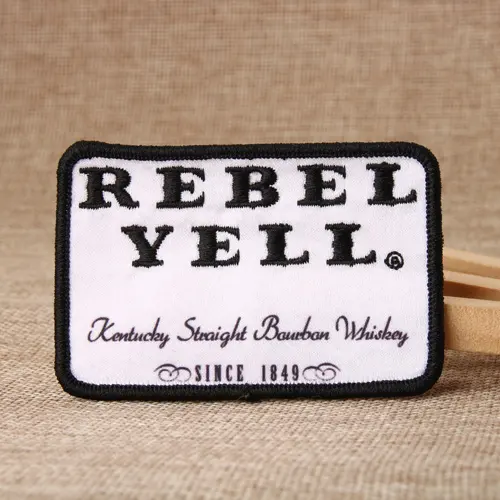 REBEL
YELL®
Kentucky Straight Bourbon Whiskey
SINCE 1849